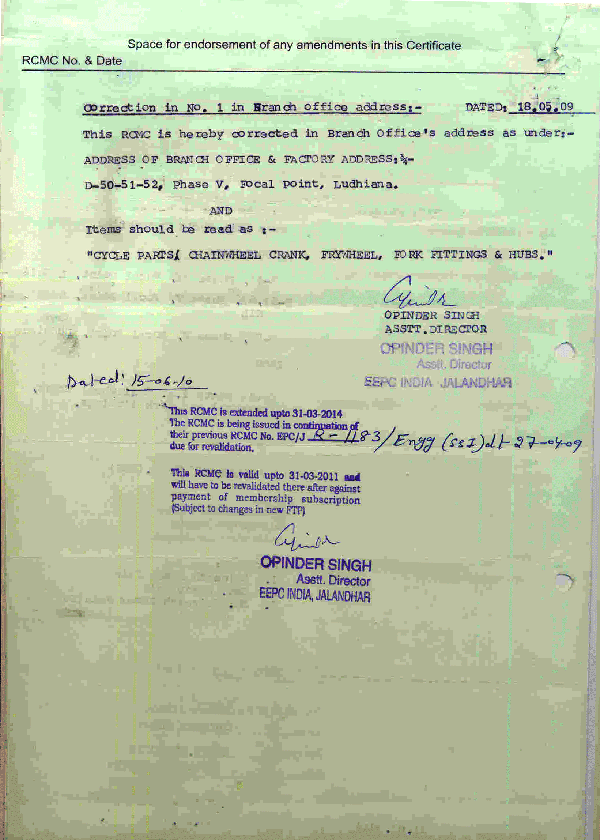 Space for endorsement of any amendments in this Certificate
RCMC No. & Date
Correction in No. 1 in Branch office address:- DATED: 18.05.09
This RCMC is hereby corrected in Branch Office's address as under:-
ADDRESS OF BRANCH OFFICE & FACTORY ADDRESS:-
D-50-51-52, Phase V, Focal point, Ludhiana.
AND
Items should be read as :-
"CYCLE PARTS/ CHAINWHEEL CRANK, FRYWHEEL, FORK FITTINGS & HUBS."
OPINDER SINGH
ASSTT.DIRECTOR
OPINDER SINGH
Asstt. Director
EEPC INDIA JALANDHAR
Dated: 15-06-10
This RCMC is extended upto 31-03-2014
The RCMC is being issued in continuation of
their previous RCMC No. EPC/J R-483/Engg (SSI) dt-27-04-09
due for revalidation.
This RCMC is valid upto 31-03-2011 and
will have to be revalidated there after against
payment of membership subscription
(Subject to changes in new FTP)
OPINDER SINGH
Asstt. Director
EEPC INDIA, JALANDHAR